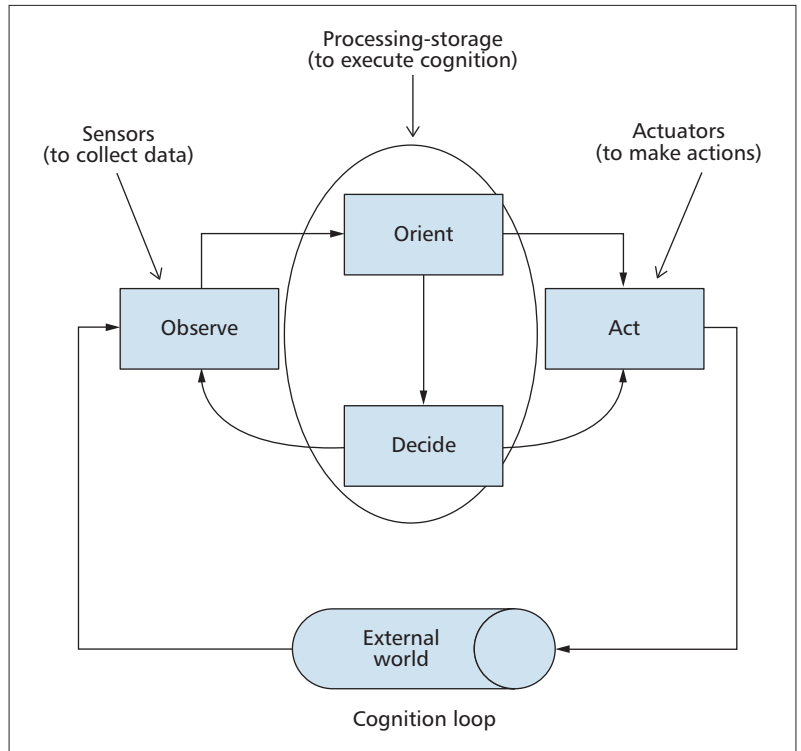 Processing-storage
(to execute cognition)
Sensors
(to collect data)
Actuators
(to make actions)
Orient
Observe
Act
Decide
External
world
Cognition loop